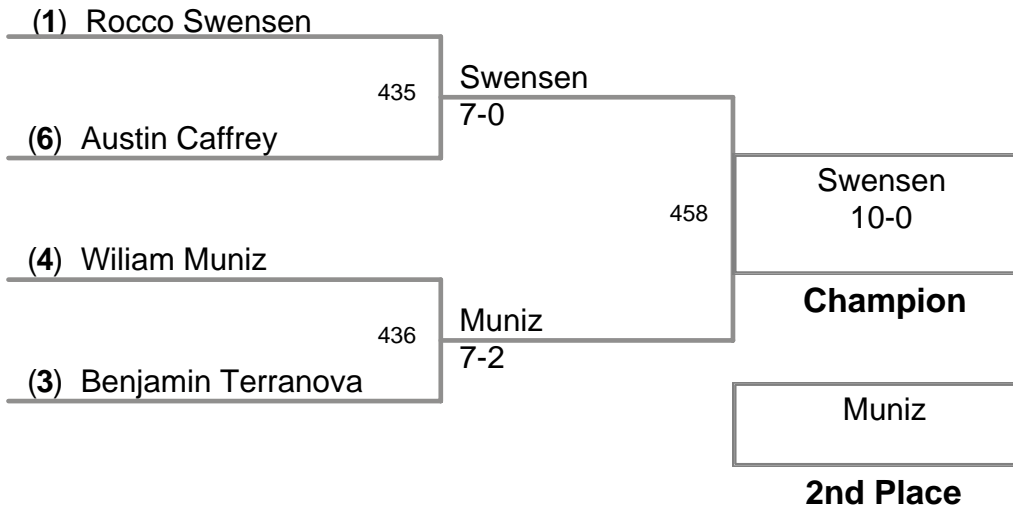 (1) Rocco Swensen
435
Swensen
7-0
(6) Austin Caffrey
458
Swensen
10-0
Champion
(4) Wiliam Muniz
436
Muniz
7-2
(3) Benjamin Terranova
Muniz
2nd Place